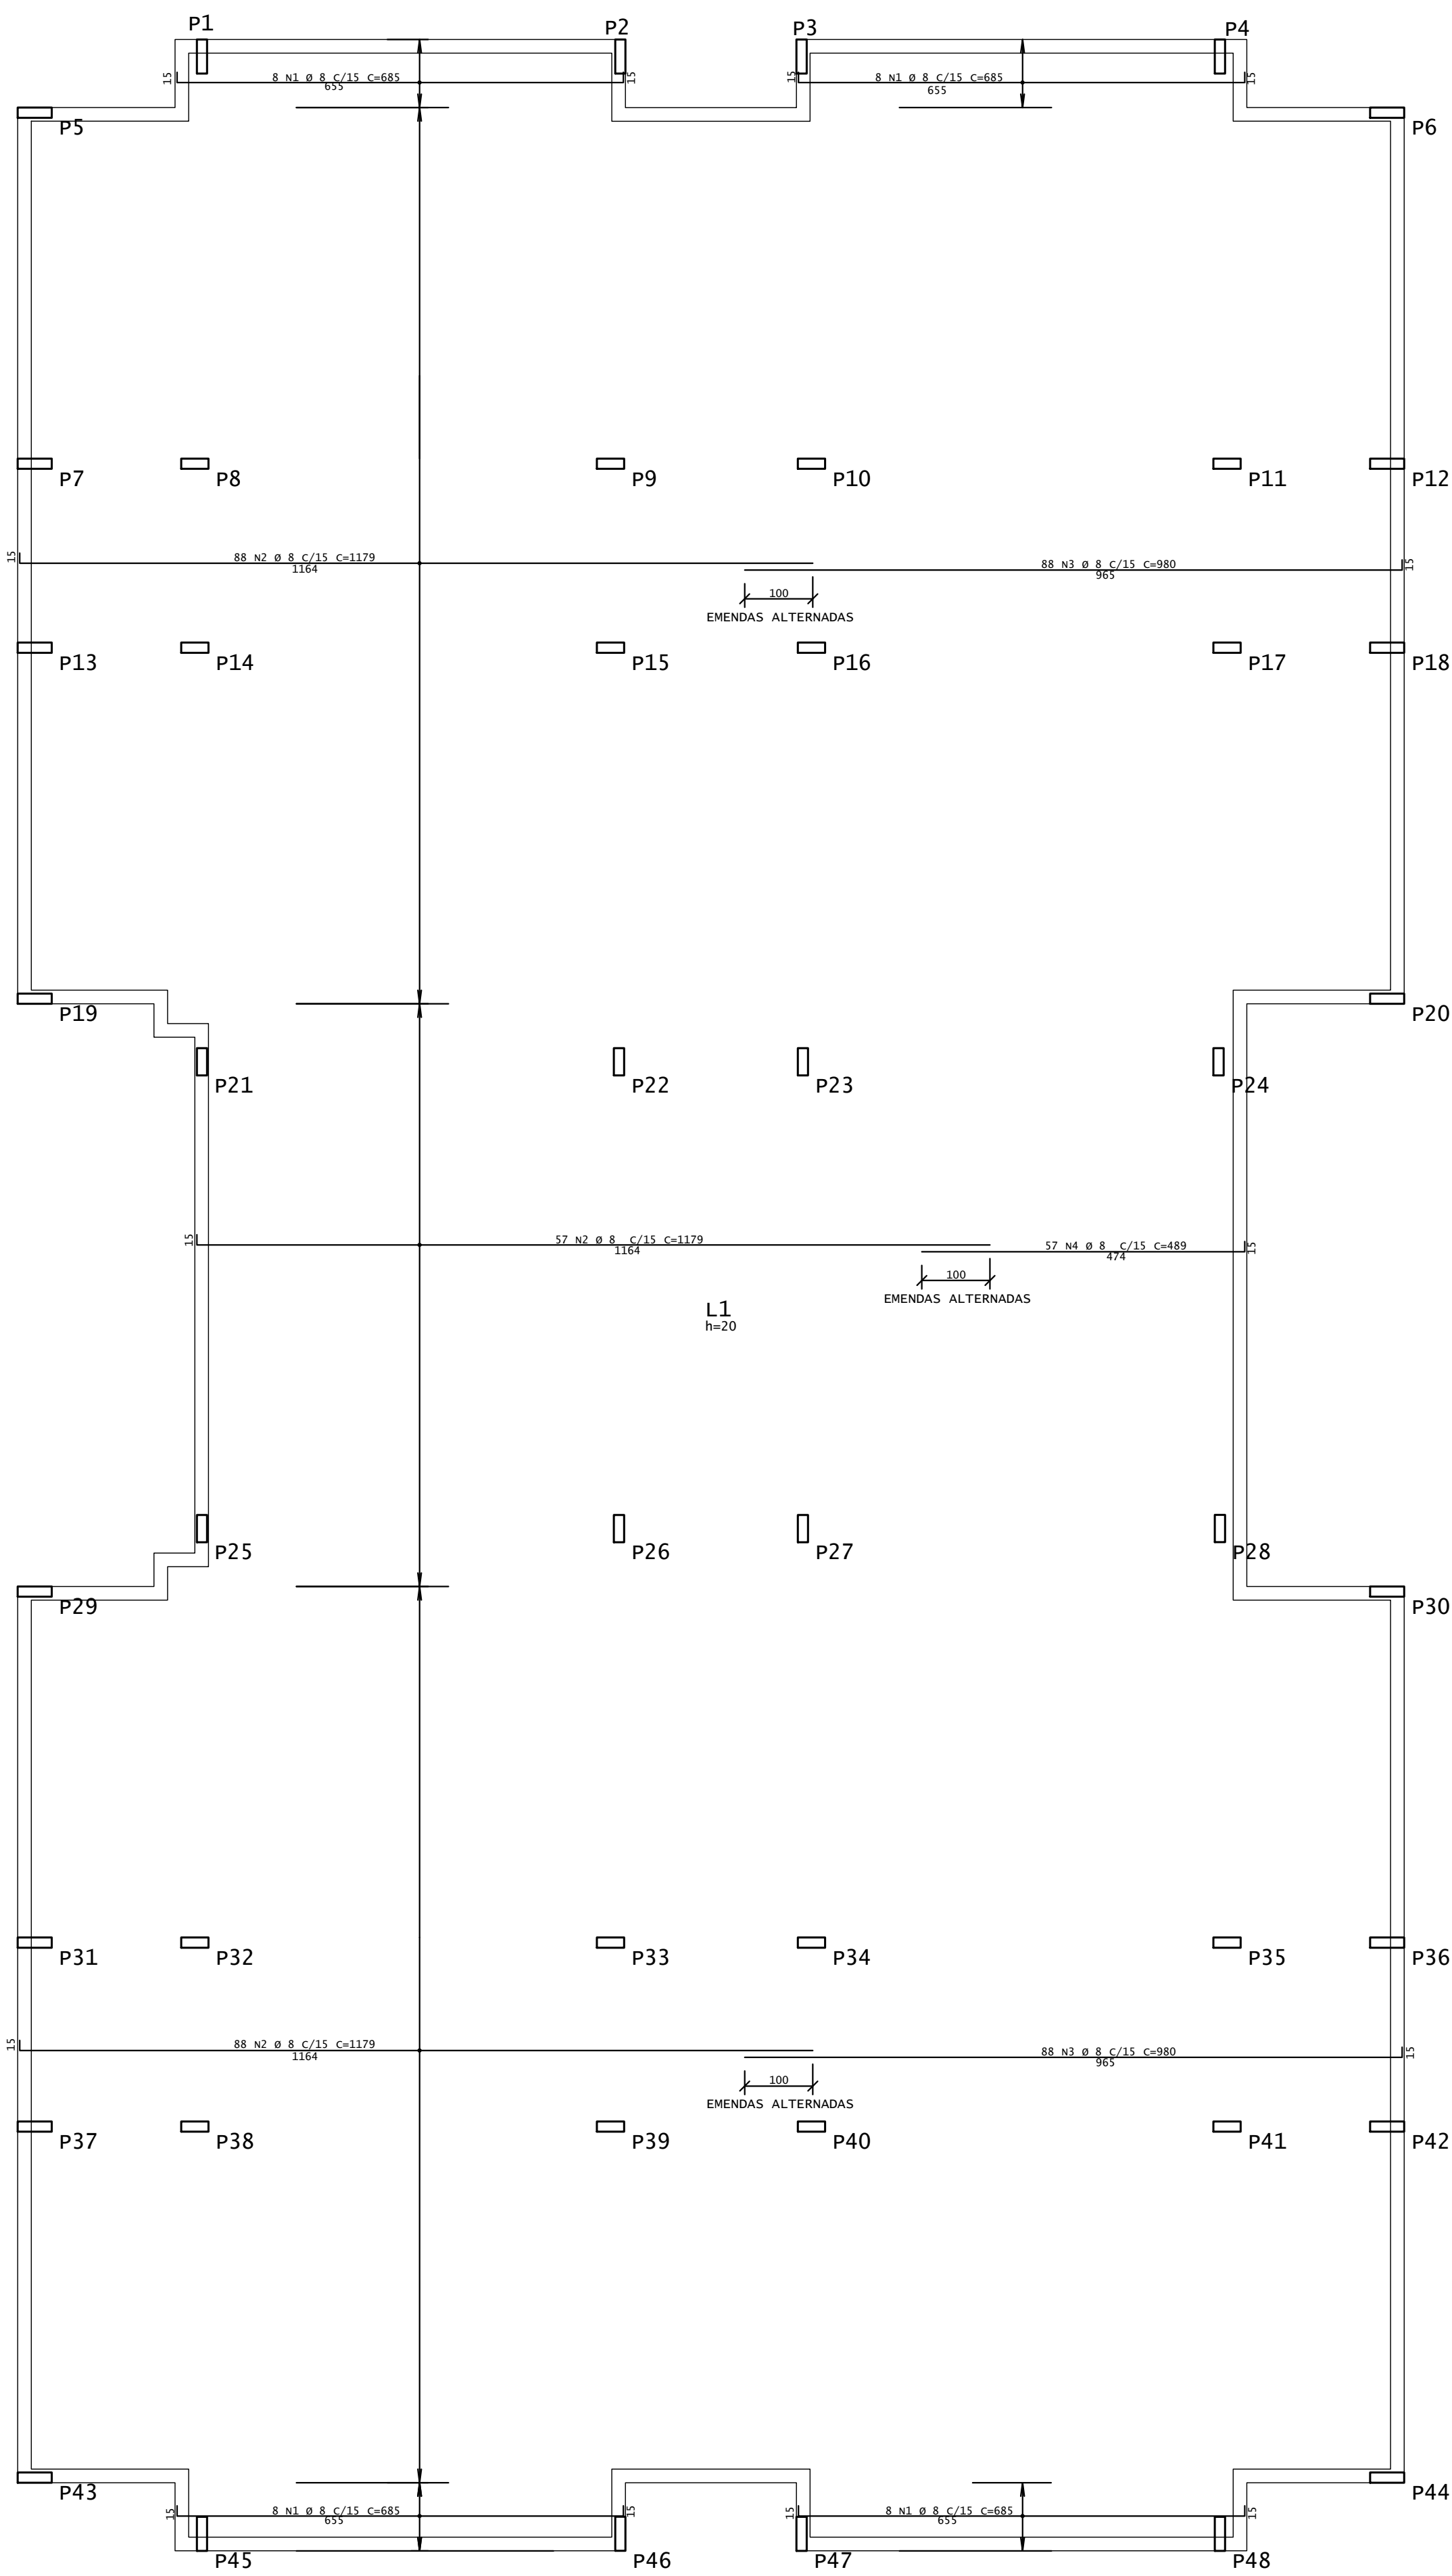 P1
P2
P3
P4
15
8 N1 Ø 8 C/15 C=685
655
15
15
8 N1 Ø 8 C/15 C=685
655
15
P5
P6
P7
P8
P9
P10
P11
P12
15
88 N2 Ø 8 C/15 C=1179
1164
88 N3 Ø 8 C/15 C=980
965
15
100
EMENDAS ALTERNADAS
P13
P14
P15
P16
P17
P18
P19
P20
P21
P22
P23
P24
15
57 N2 Ø 8 C/15 C=1179
1164
57 N4 Ø 8 C/15 C=489
474
15
100
EMENDAS ALTERNADAS
L1
h=20
P25
P26
P27
P28
P29
P30
P31
P32
P33
P34
P35
P36
15
88 N2 Ø 8 C/15 C=1179
1164
88 N3 Ø 8 C/15 C=980
965
15
100
EMENDAS ALTERNADAS
P37
P38
P39
P40
P41
P42
P43
P44
15
8 N1 Ø 8 C/15 C=685
655
15
15
8 N1 Ø 8 C/15 C=685
655
15
P45
P46
P47
P48